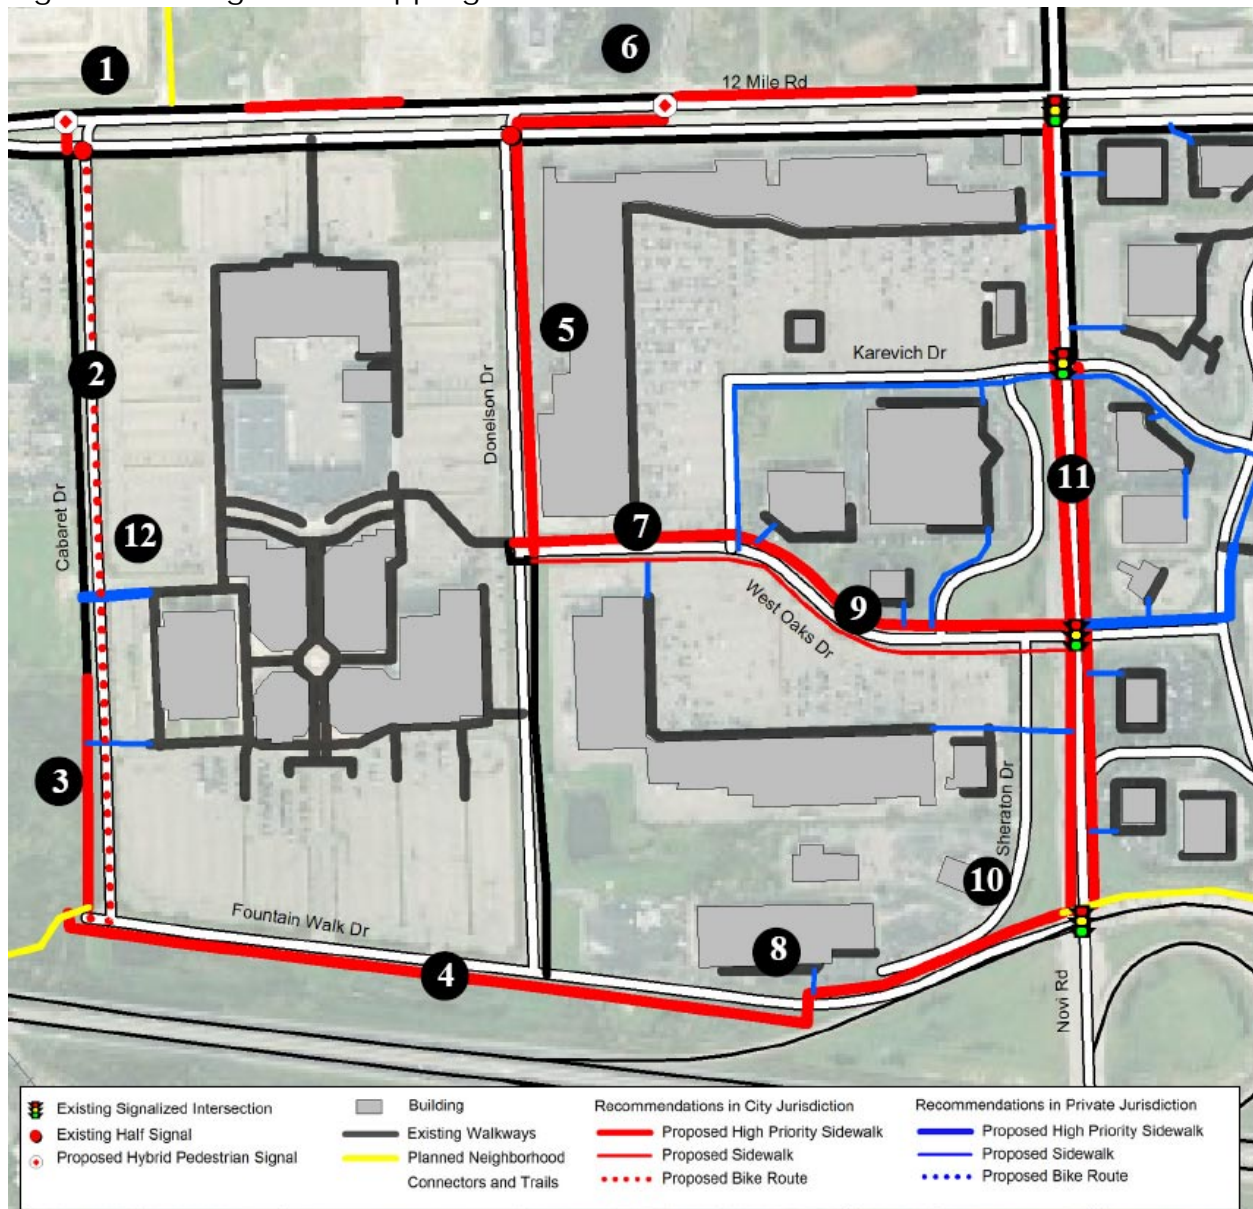 1
6
12 Mile Rd
2
5
Karevich Dr
Donelson Dr
Cabaret Dr
11
12
7
9
West Oaks Dr
3
Sheraton Dr
10
Fountain Walk Dr
8
4
Novi Rd
Existing Signalized Intersection
Existing Half Signal
Proposed Hybrid Pedestrian Signal
Building
Existing Walkways
Planned Neighborhood
Connectors and Trails
Recommendations in City Jurisdiction
Proposed High Priority Sidewalk
Proposed Sidewalk
Proposed Bike Route
Recommendations in Private Jurisdiction
Proposed High Priority Sidewalk
Proposed Sidewalk
Proposed Bike Route